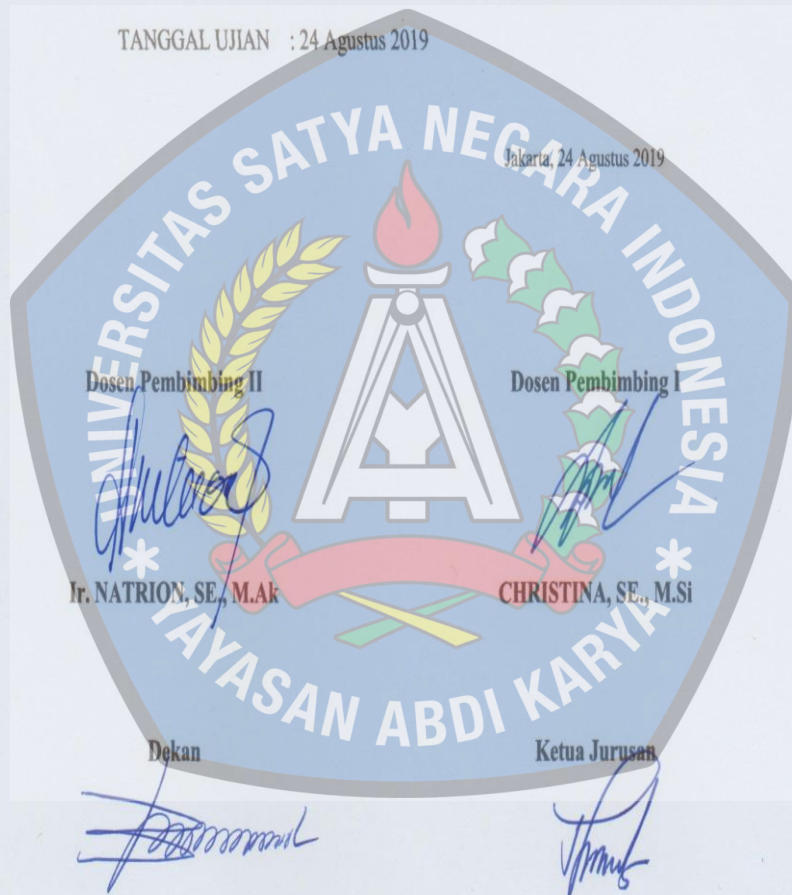 TANGGAL UJIAN : 24 Agustus 2019
Jakarta, 24 Agustus 2019
UNIVERSITAS SATYA NEGARA INDONESIA
Dosen Pembimbing II Dosen Pembimbing I
Ir. NATRION, SE., M.Ak CHRISTINA, SE., M.Si
* YAYASAN ABDI KARYA *
Dekan Ketua Jurusan